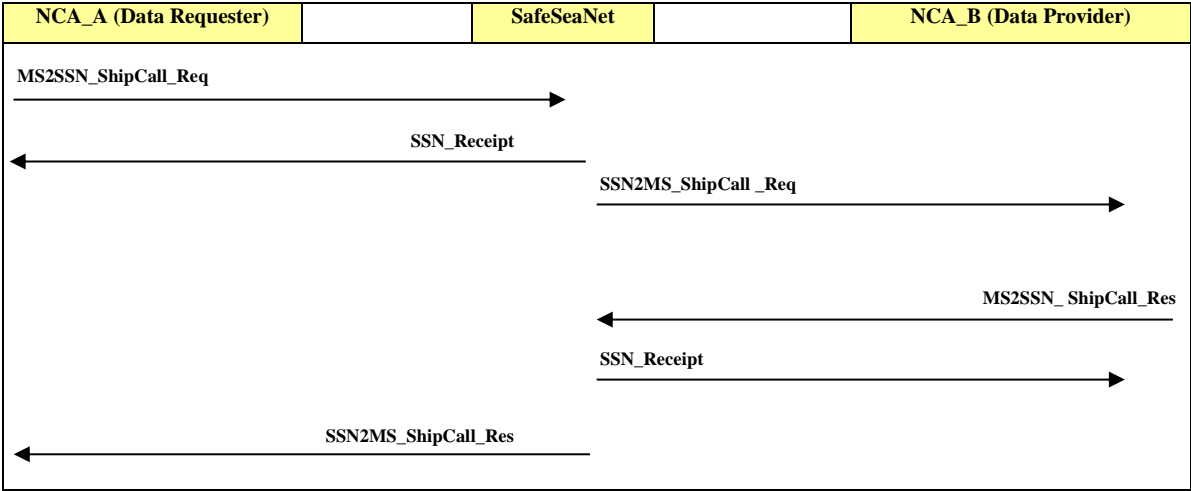 NCA_A (Data Requester) SafeSeaNet NCA_B (Data Provider)
MS2SSN_ShipCall_Req
SSN_Receipt
SSN2MS_ShipCall _Req
MS2SSN_ ShipCall_Res
SSN_Receipt
SSN2MS_ShipCall_Res